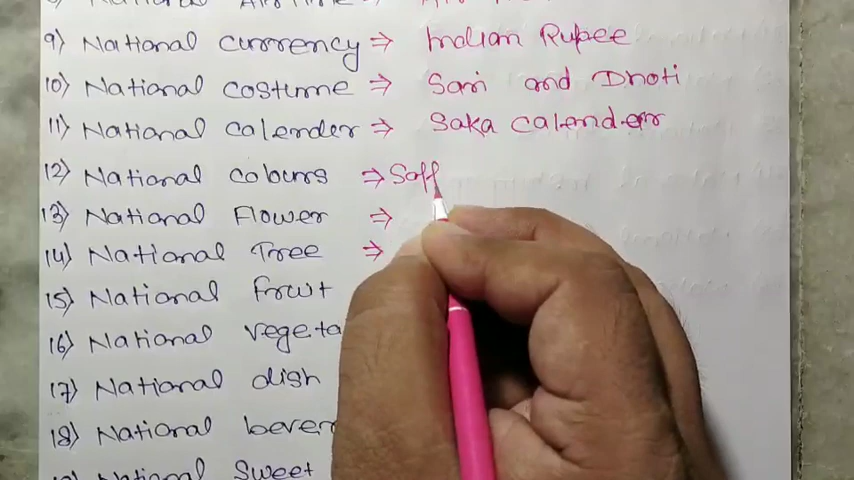 9) National currency ⇒ Indian Rupee
10) National costume ⇒ Sari and Dhoti
11) National calender ⇒ Saka calender
12) National colours ⇒ Saff
13) National Flower ⇒
14) National Tree ⇒
15) National fruit
16) National vegeta
17) National dish
18) National bever
National Sweet